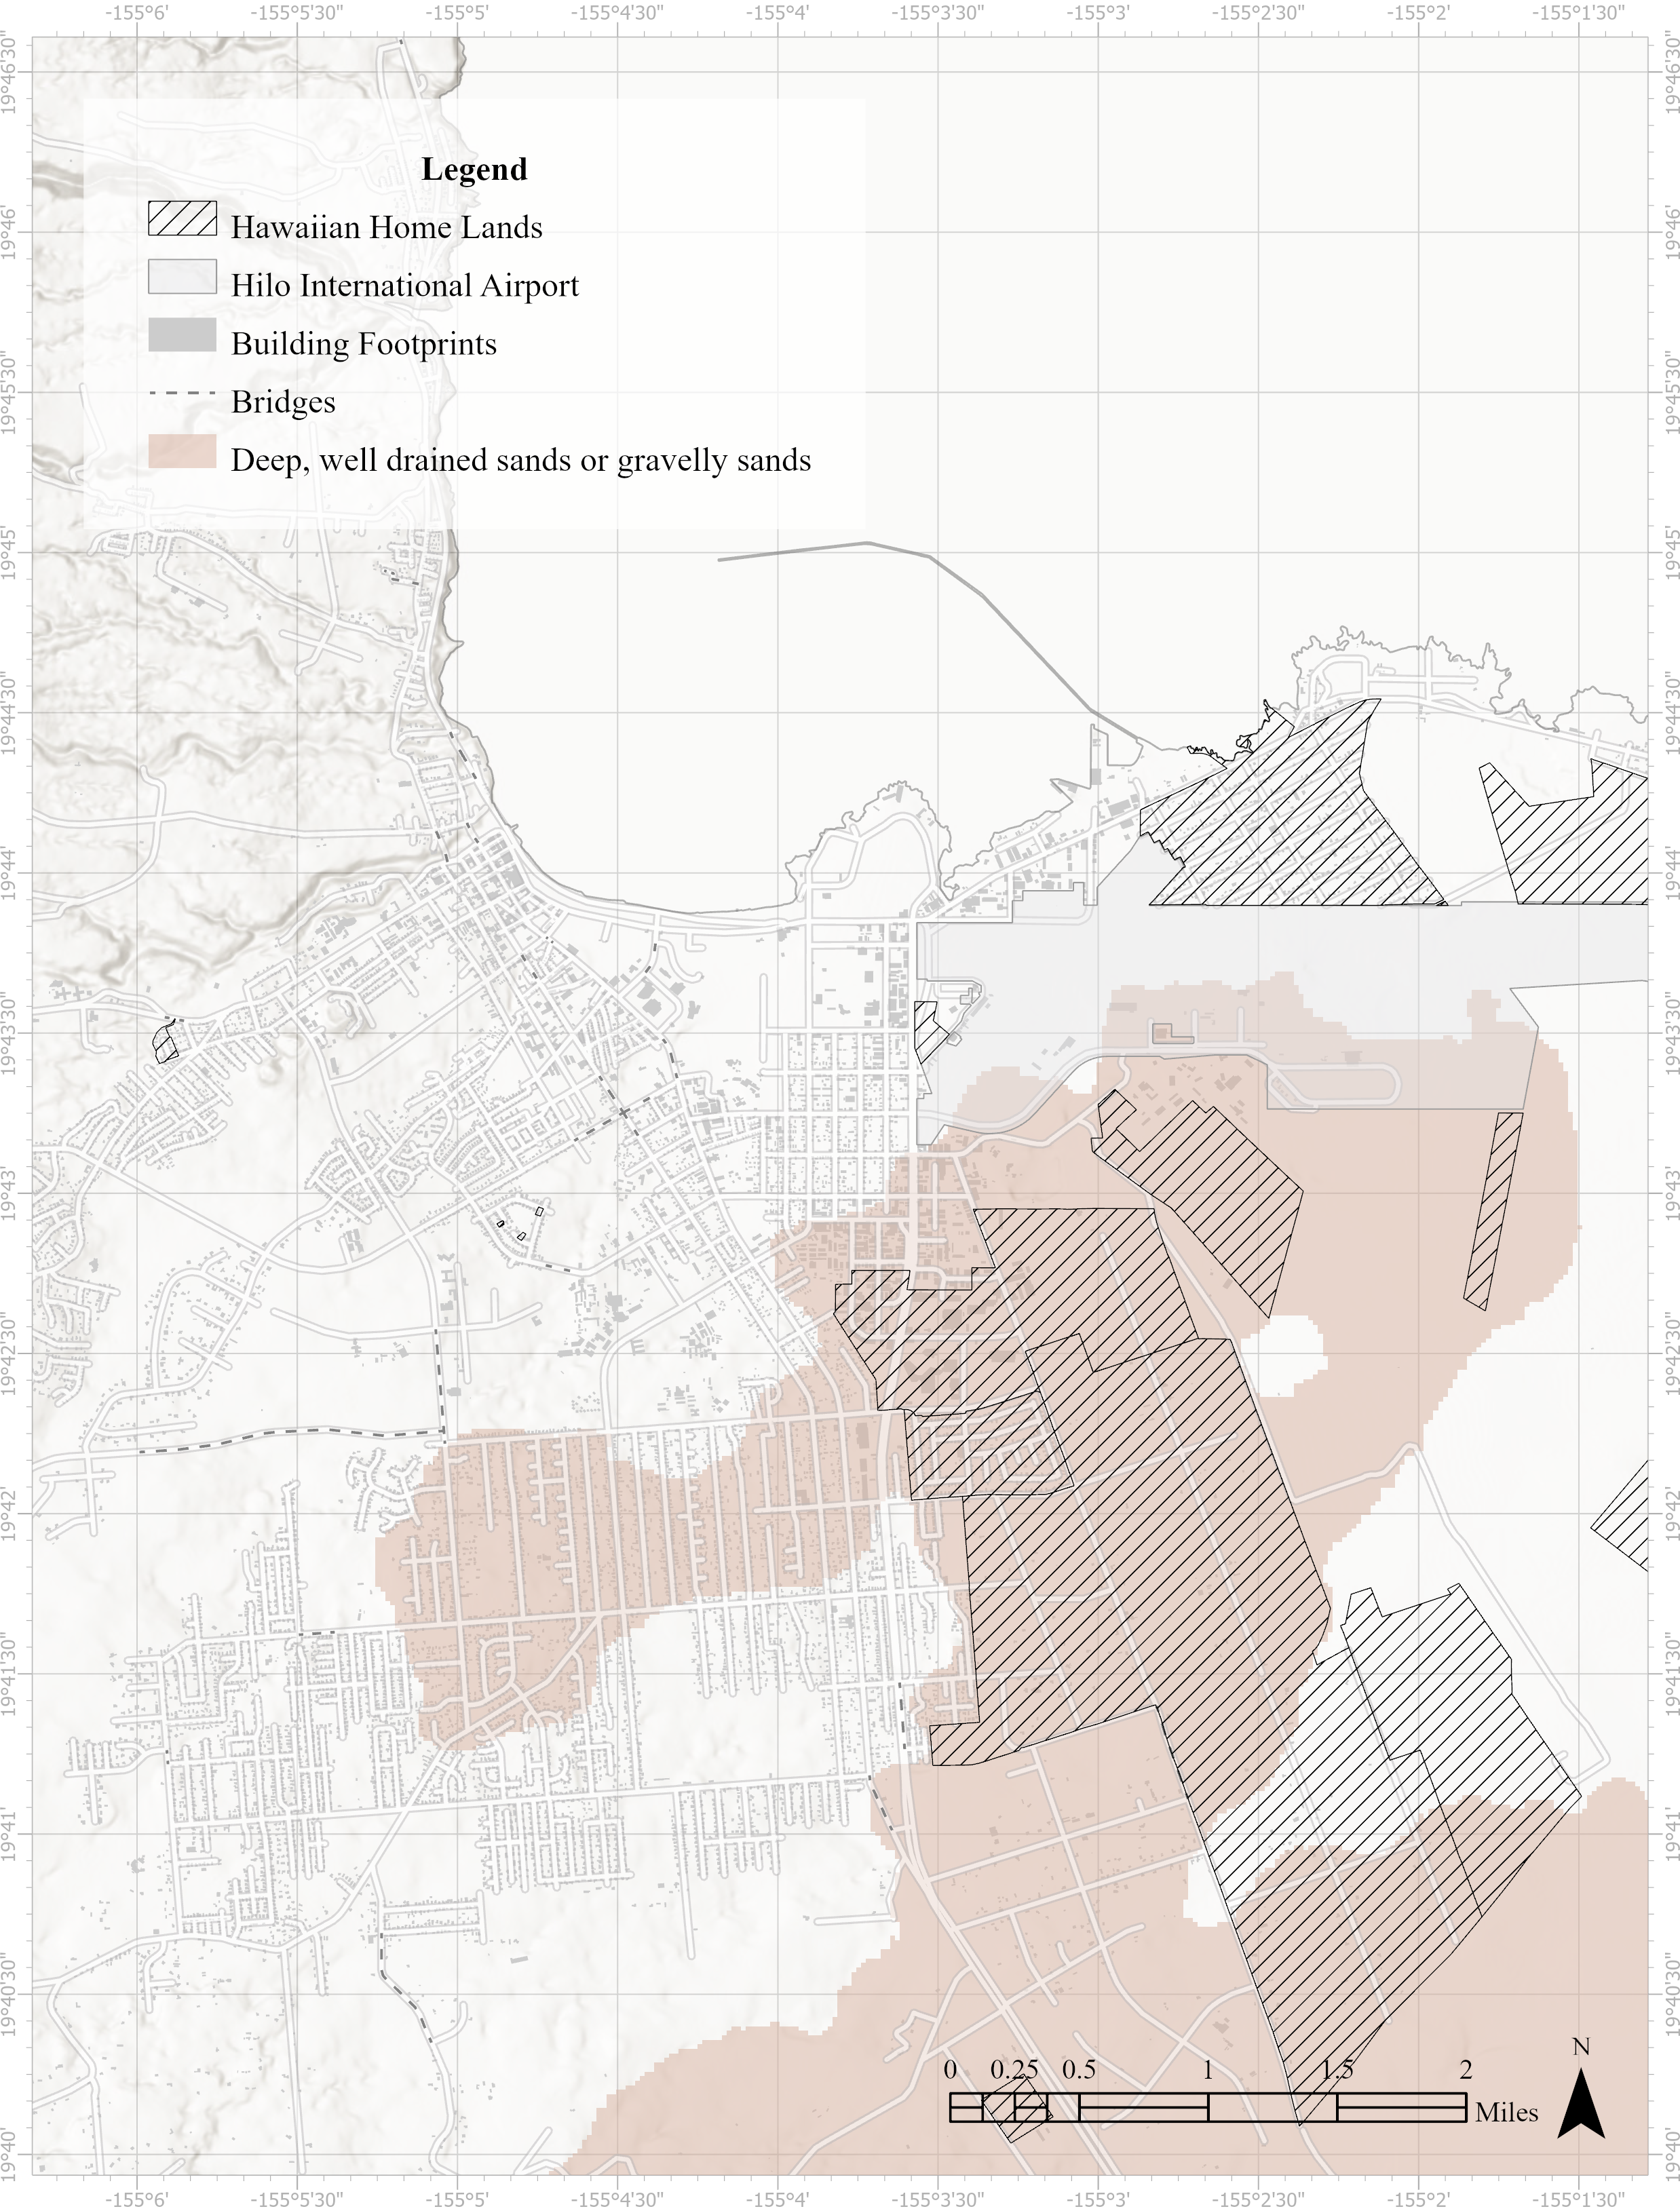 -155°6' -155°5'30" -155°5' -155°4'30" -155°4' -155°3'30" -155°3' -155°2'30" -155°2' -155°1'30"
19°46'30" 19°46'30"
Legend
Hawaiian Home Lands
19°46' 19°46'
Hilo International Airport
Building Footprints
19°45'30" 19°45'30"
Bridges
Deep, well drained sands or gravelly sands
19°45' 19°45'
19°44'30" 19°44'30"
19°44' 19°44'
19°43'30" 19°43'30"
19°43' 19°43'
19°42'30" 19°42'30"
19°42' 19°42'
19°41'30" 19°41'30"
19°41' 19°41'
19°40'30" 19°40'30"
N
0 0.25 0.5 1 1.5 2
Miles
19°40' 19°40'
-155°6' -155°5'30" -155°5' -155°4'30" -155°4' -155°3'30" -155°3' -155°2'30" -155°2' -155°1'30"